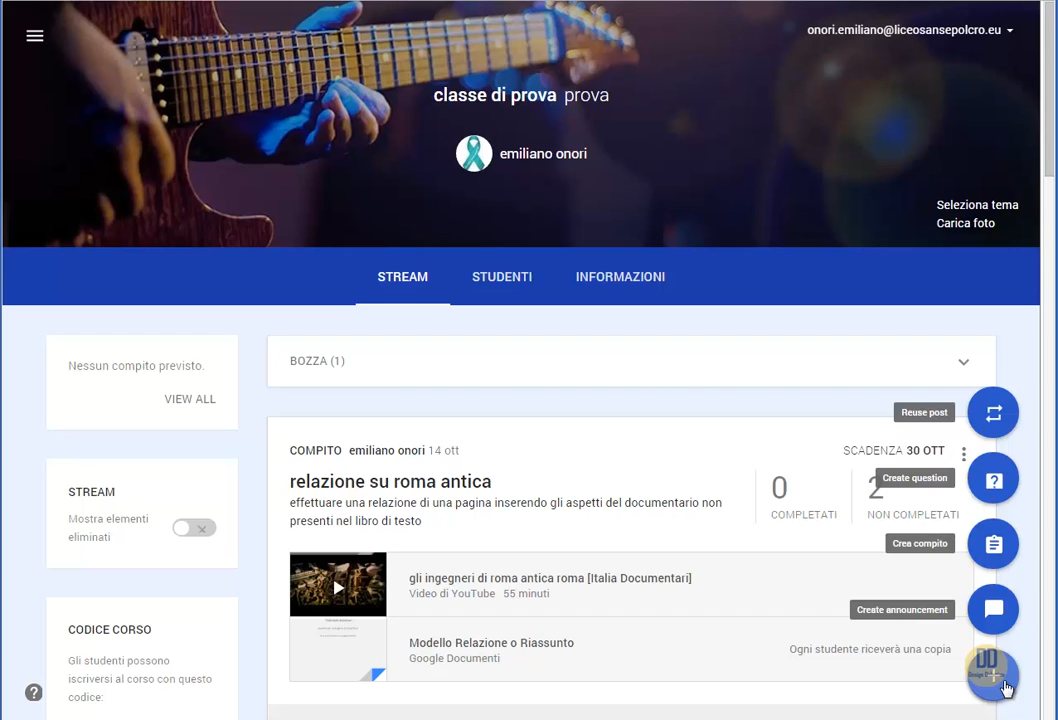 onori.emiliano@liceosansepolcro.eu
classe di prova prova
emiliano onori
Seleziona tema
Carica foto
STREAM STUDENTI INFORMAZIONI
Nessun compito previsto.
VIEW ALL
STREAM
Mostra elementi
eliminati
CODICE CORSO
Gli studenti possono
iscriversi al corso con questo
codice:
BOZZA (1)
Reuse post
COMPITO emiliano onori 14 ott
SCADENZA 30 OTT
relazione su roma antica
effettuare una relazione di una pagina inserendo gli aspetti del documentario non
presenti nel libro di testo
0
COMPLETATI
2
NON COMPLETATI
Create question
Crea compito
gli ingegneri di roma antica roma [Italia Documentari]
Video di YouTube 55 minuti
Create announcement
Modello Relazione o Riassunto
Google Documenti
Ogni studente riceverà una copia
DD